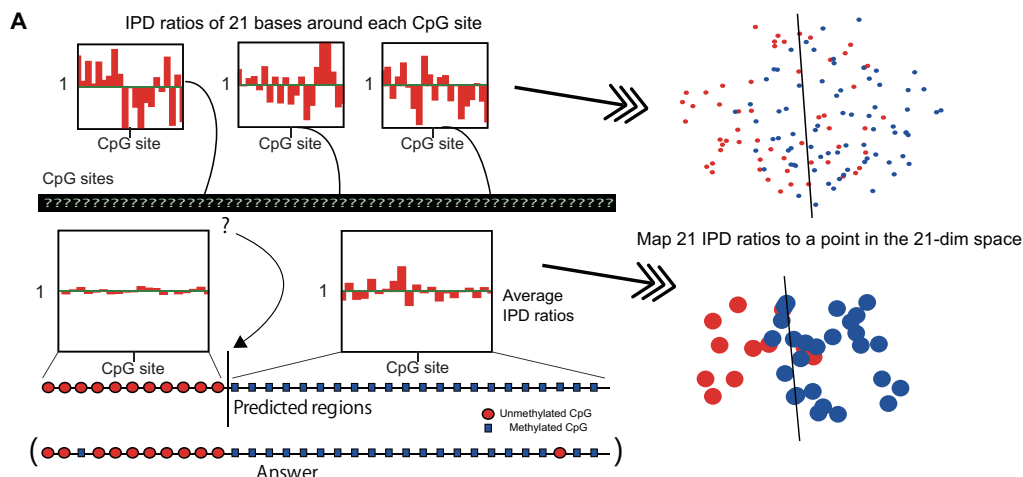 A
IPD ratios of 21 bases around each CpG site
1
1
1
CpG site
CpG site
CpG site
CpG sites
??????????????????????????????????????????????????????????
?
Map 21 IPD ratios to a point in the 21-dim space
1
1
Average
IPD ratios
CpG site
CpG site
Predicted regions
Unmethylated CpG
Methylated CpG
(
)
Answer